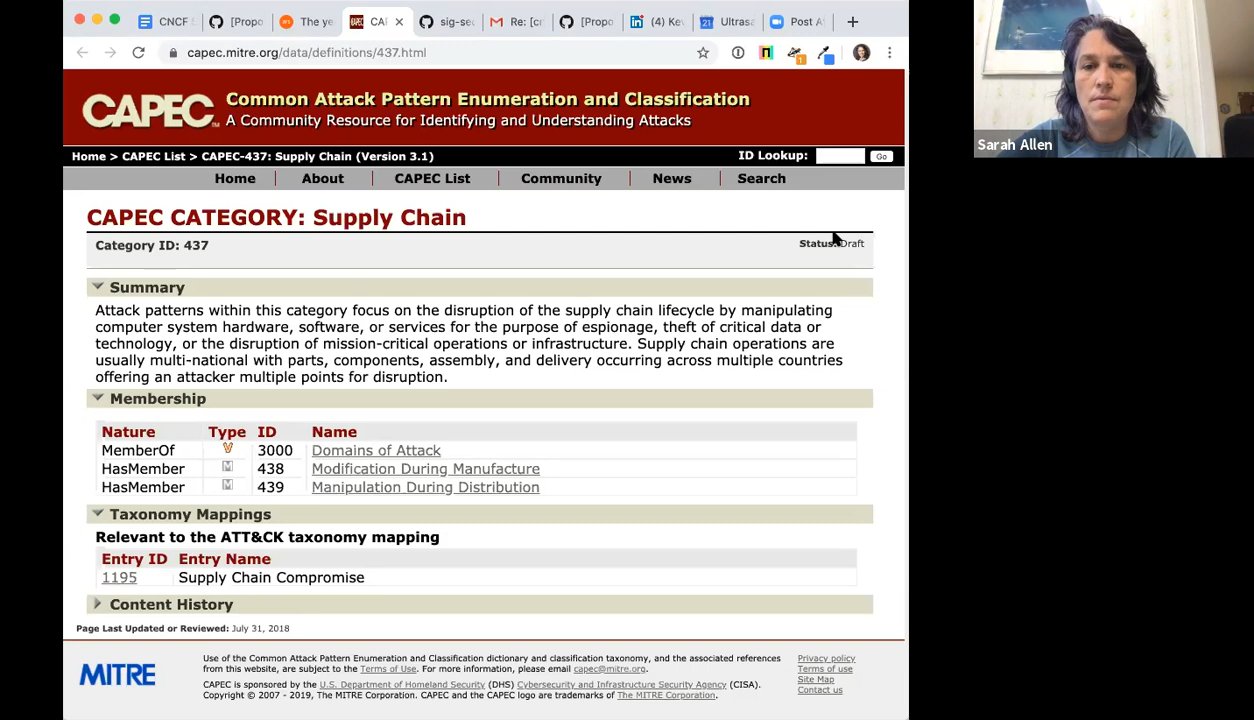 CNCF
[Propo
The ye
CAI
sig-sec
Re: [cr
[Propo
(4) Ke
Ultrasa
Post A
capec.mitre.org/data/definitions/437.html
CAPEC
Common Attack Pattern Enumeration and Classification
A Community Resource for Identifying and Understanding Attacks
Home > CAPEC List > CAPEC-437: Supply Chain (Version 3.1)
ID Lookup:
Go
Home
About
CAPEC List
Community
News
Search
Sarah Allen
CAPEC CATEGORY: Supply Chain
Category ID: 437
Status: Draft
Summary
Attack patterns within this category focus on the disruption of the supply chain lifecycle by manipulating
computer system hardware, software, or services for the purpose of espionage, theft of critical data or
technology, or the disruption of mission-critical operations or infrastructure. Supply chain operations are
usually multi-national with parts, components, assembly, and delivery occurring across multiple countries
offering an attacker multiple points for disruption.
Membership
Nature Type ID Name
MemberOf V 3000 Domains of Attack
HasMember M 438 Modification During Manufacture
HasMember M 439 Manipulation During Distribution
Taxonomy Mappings
Relevant to the ATT&CK taxonomy mapping
Entry ID Entry Name
1195 Supply Chain Compromise
Content History
Page Last Updated or Reviewed: July 31, 2018
MITRE
Use of the Common Attack Pattern Enumeration and Classification dictionary and classification taxonomy, and the associated references
from this website, are subject to the Terms of Use. For more information, please email capec@mitre.org.
CAPEC is sponsored by the U.S. Department of Homeland Security (DHS) Cybersecurity and Infrastructure Security Agency (CISA).
Copyright © 2007 - 2019, The MITRE Corporation. CAPEC and the CAPEC logo are trademarks of The MITRE Corporation.
Privacy policy
Terms of use
Site Map
Contact us